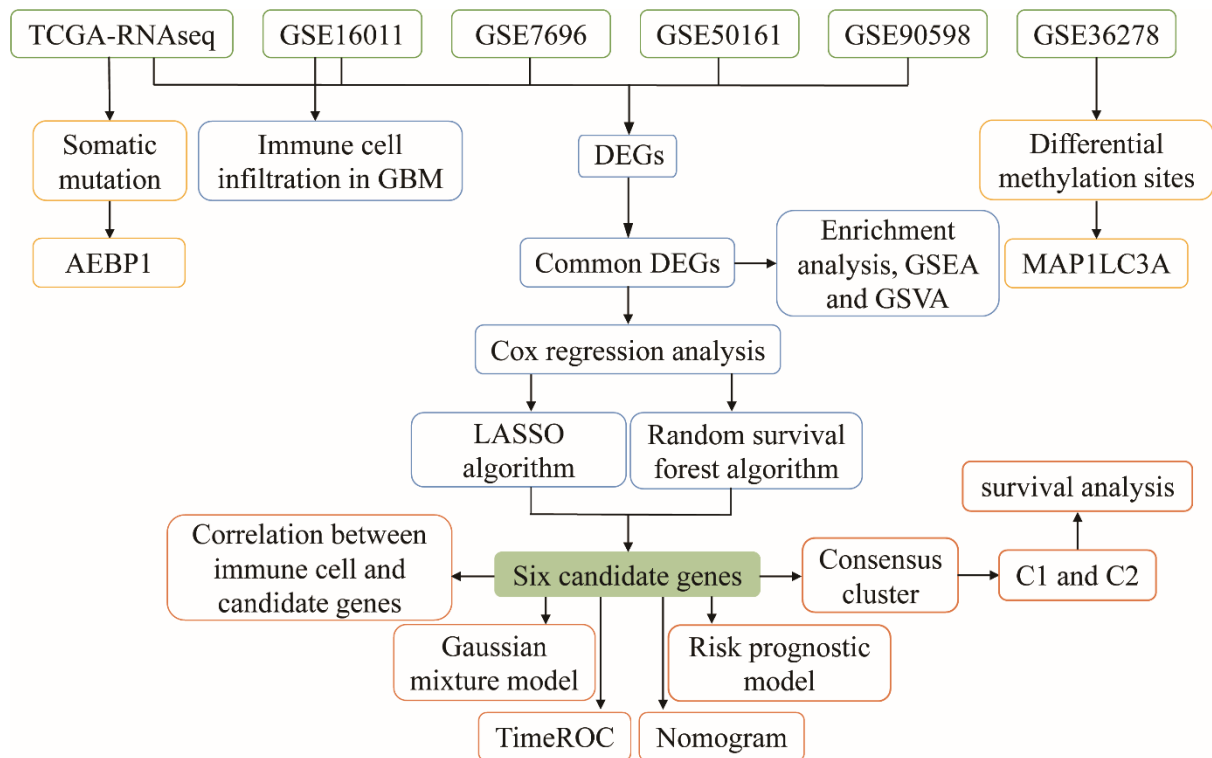 TCGA-RNAseq
GSE16011
GSE7696
GSE50161
GSE90598
GSE36278
Somatic
mutation
Immune cell
infiltration in GBM
DEGs
Differential
methylation sites
AEBP1
Common DEGs
Enrichment
analysis, GSEA
and GSVA
MAP1LC3A
Cox regression analysis
LASSO
algorithm
Random survival
forest algorithm
survival analysis
Correlation between
immune cell and
candidate genes
Six candidate genes
Consensus
cluster
C1 and C2
Gaussian
mixture model
Risk prognostic
model
TimeROC
Nomogram